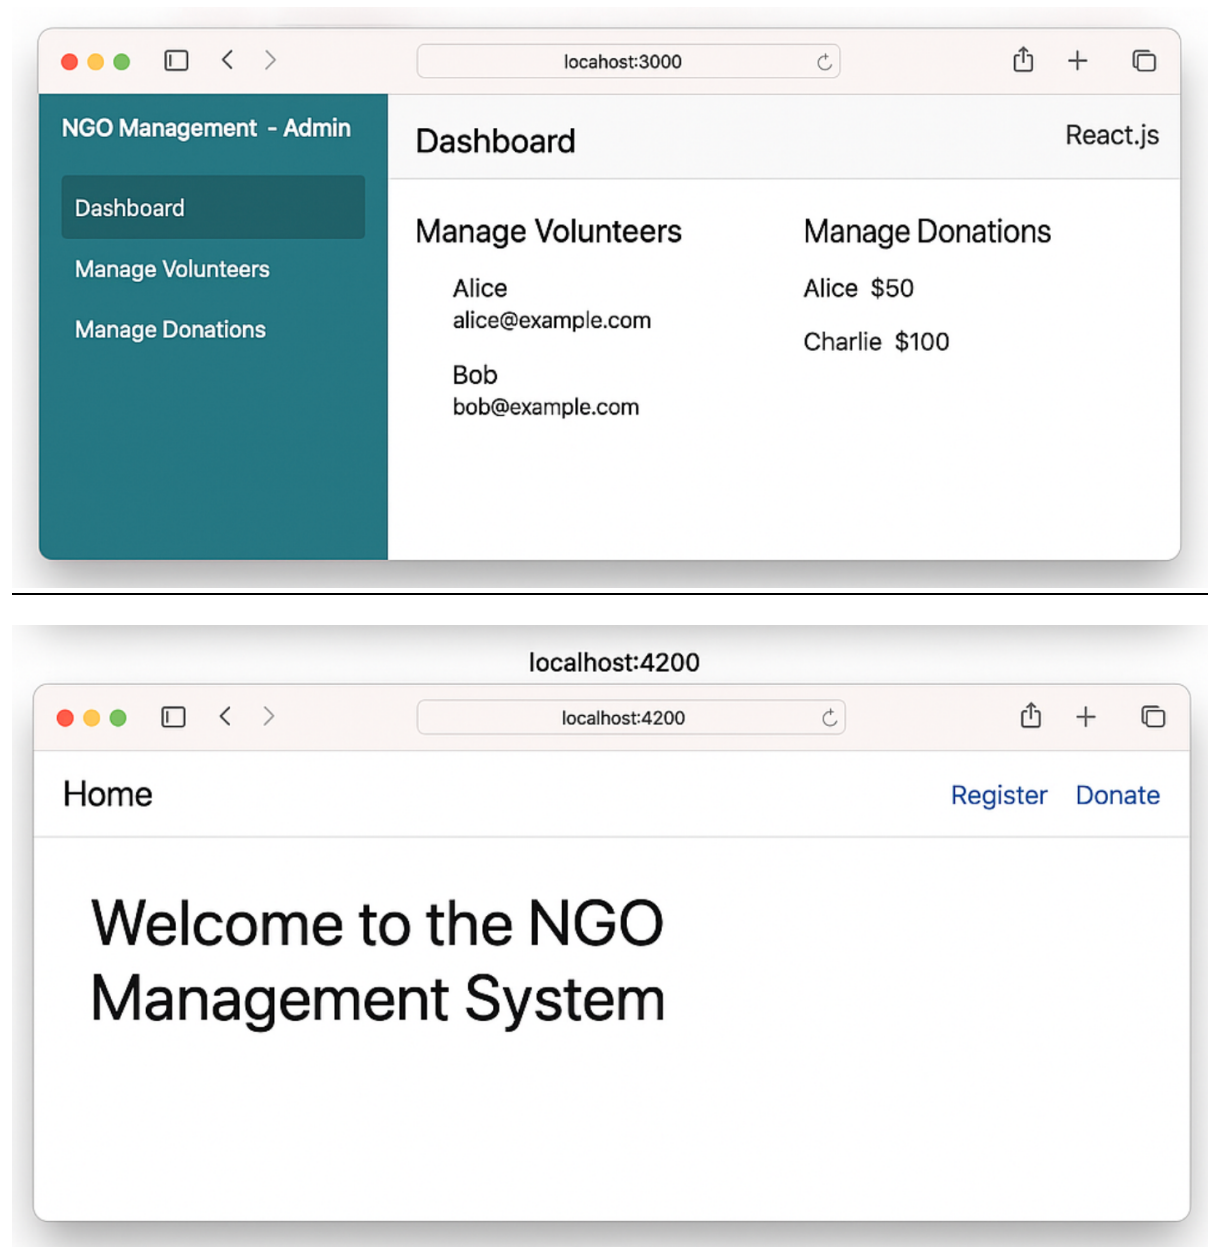 locahost:3000
NGO Management - Admin
Dashboard
Manage Volunteers
Manage Donations
Dashboard
React.js
Manage Volunteers
Alice
alice@example.com
Bob
bob@example.com
Manage Donations
Alice $50
Charlie $100
localhost:4200
localhost:4200
Home
Register
Donate
Welcome to the NGO
Management System